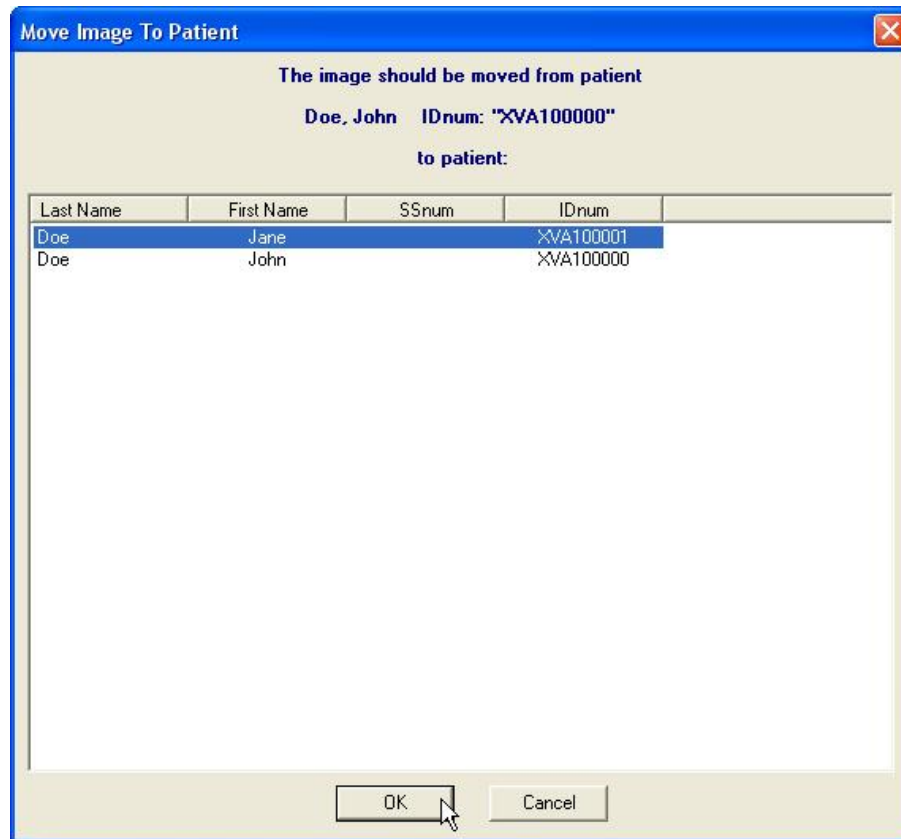 Move Image To Patient
The image should be moved from patient
Doe, John IDnum: "XVA100000"
to patient:
Last Name First Name SSnum IDnum
Doe Jane XVA100001
Doe John XVA100000
OK Cancel